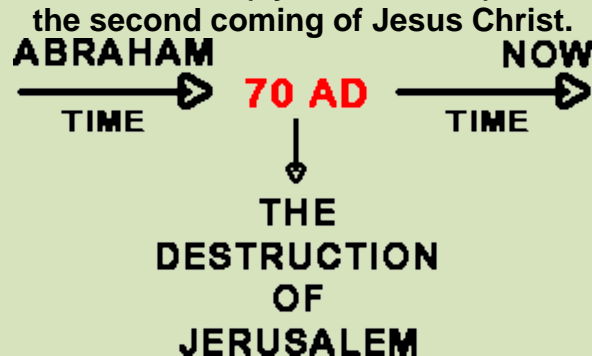 the second coming of Jesus Christ.
ABRAHAM NOW
70 AD
TIME TIME
THE
DESTRUCTION
OF
JERUSALEM